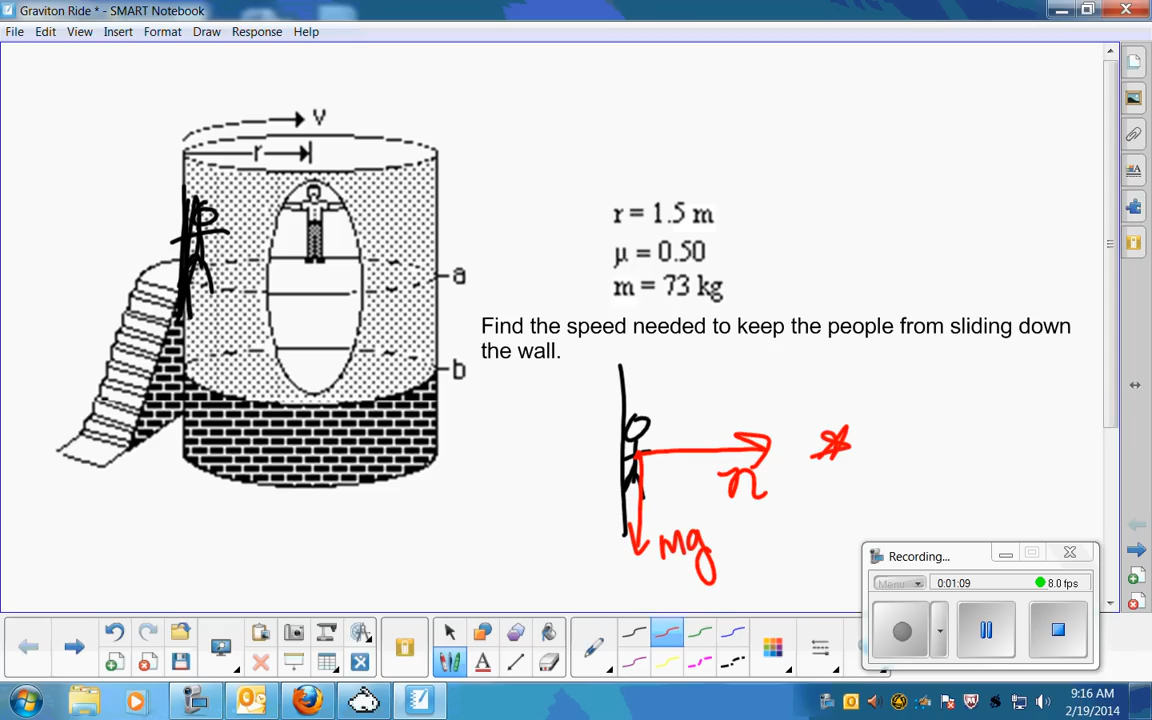 Graviton Ride * - SMART Notebook
File Edit View Insert Format Draw Response Help
v
r
a
b
r = 1.5 m
μ = 0.50
m = 73 kg
Find the speed needed to keep the people from sliding down
the wall.
n
mg
Recording...
Menu
0:01:09
8.0 fps
A
9:16 AM
2/19/2014